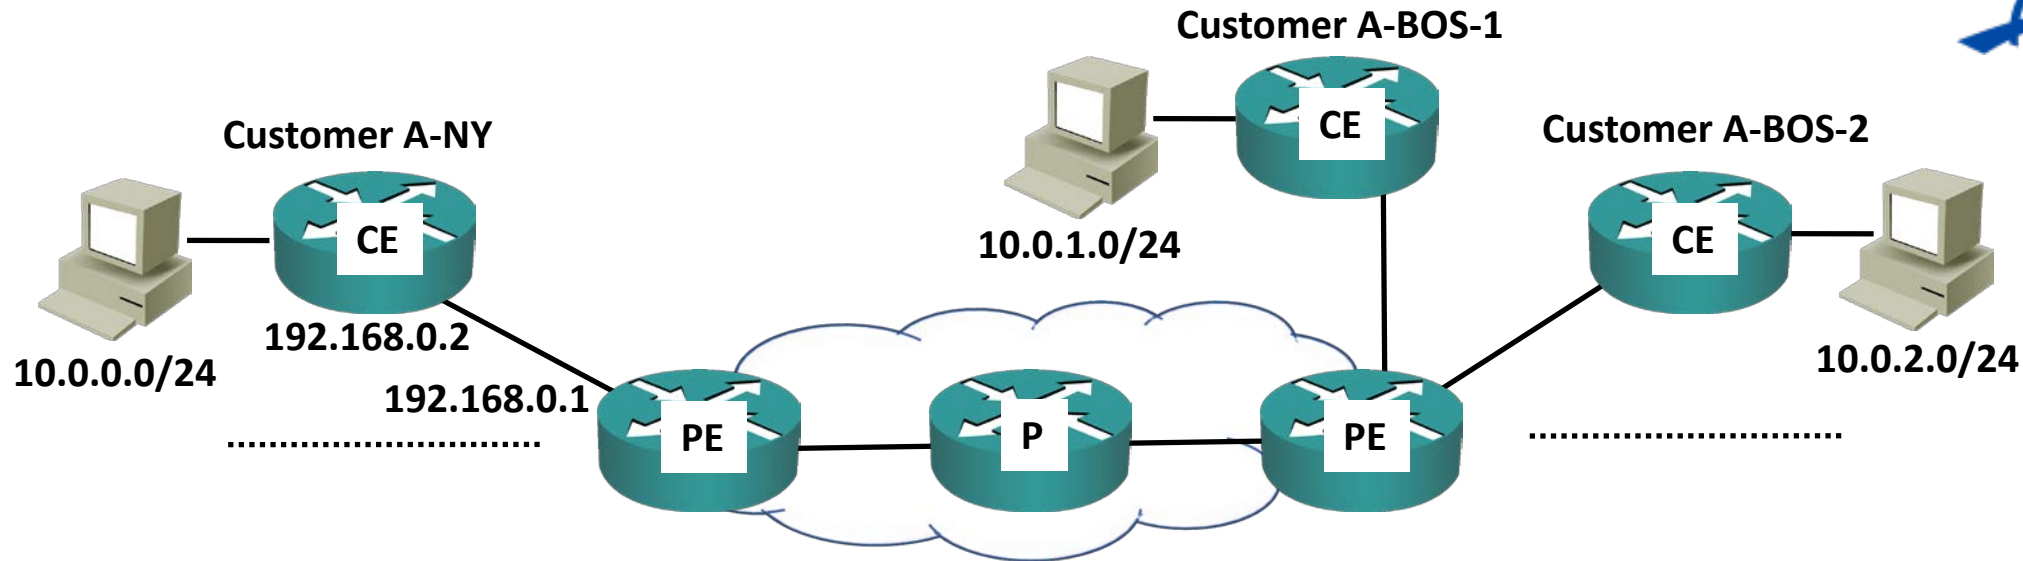 Customer A-BOS-1
Customer A-NY
CE
Customer A-BOS-2
CE
CE
10.0.1.0/24
192.168.0.2
10.0.0.0/24
10.0.2.0/24
192.168.0.1
PE
P
PE